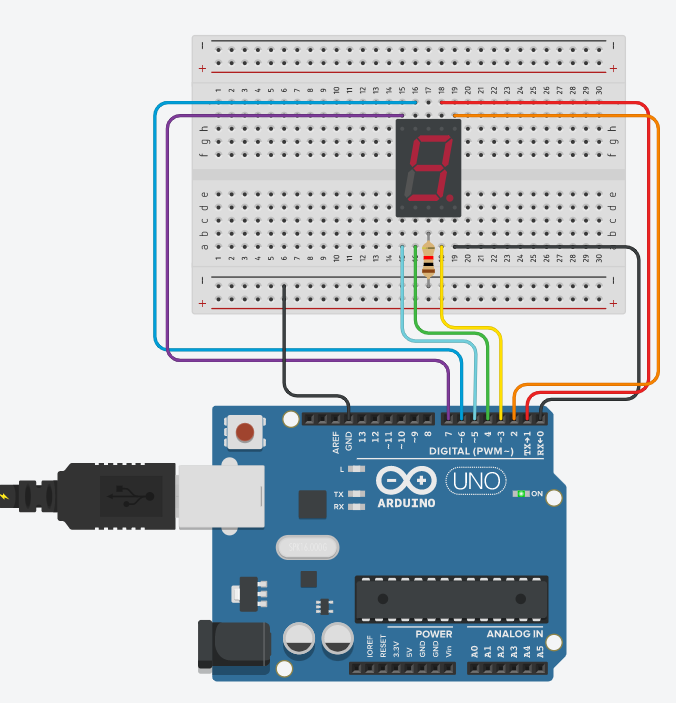 1 2 3 4 5 6 7 8 9 10 11 12 13 14 15 16 17 18 19 20 21 22 23 24 25 26 27 28 29 30
h h
g g
f f
e e
d d
c c
b b
a a
1 2 3 4 5 6 7 8 9 10 11 12 13 14 15 16 17 18 19 20 21 22 23 24 25 26 27 28 29 30
AREF GND 13 12 ~11 ~10 ~9 8 7 ~6 ~5 4 ~3 2 TX→1 RX←0
DIGITAL (PWM~)
L
TX
RX
UNO
ON
ARDUINO
POWER ANALOG IN
IOREF RESET 3.3V 5V GND GND Vin A0 A1 A2 A3 A4 A5